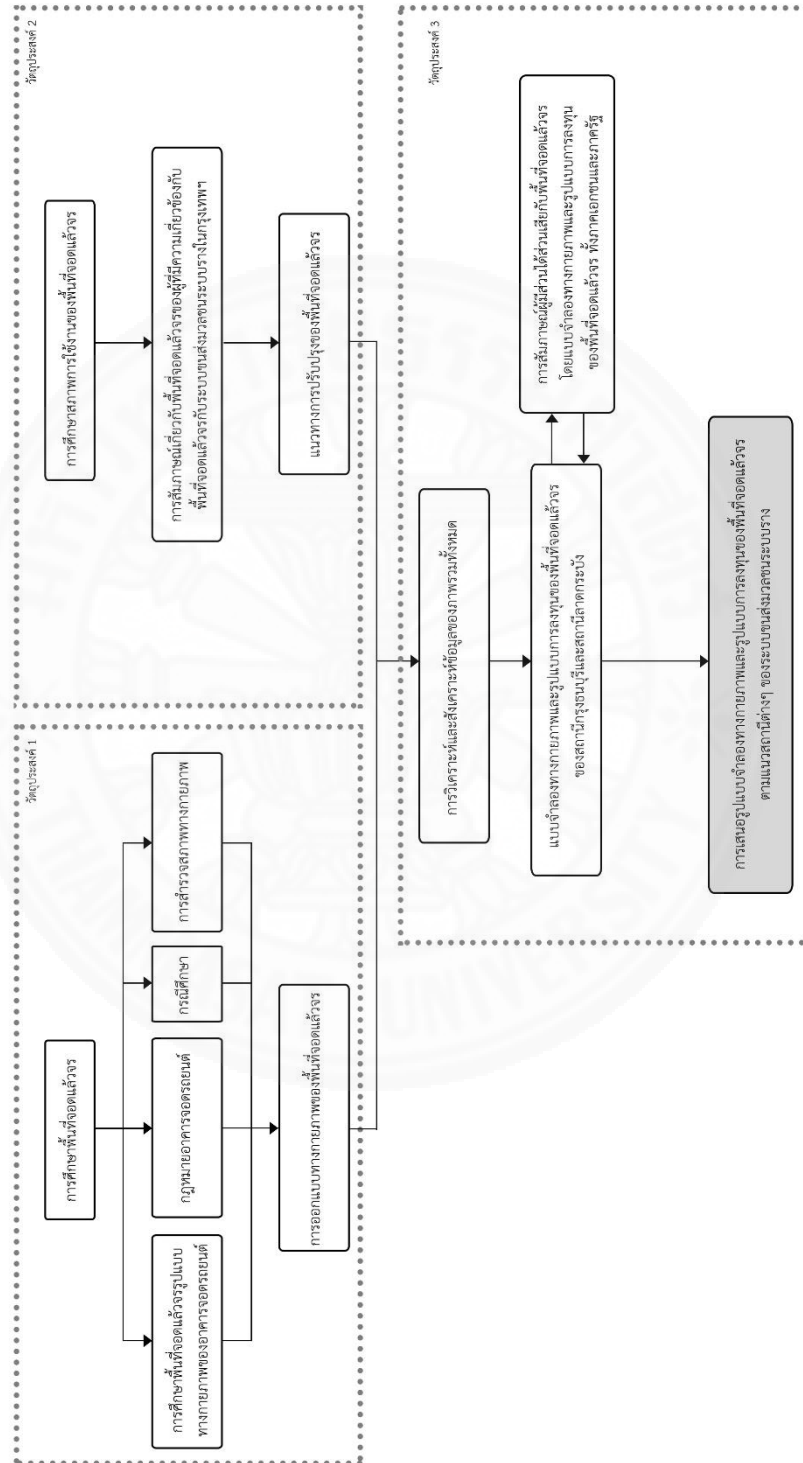 วัตถุประสงค์ 1
การศึกษาพื้นที่จอดแล้วจร
การศึกษาพื้นที่จอดแล้วจรรูปแบบ
ทางกายภาพของอาคารจอดรถยนต์
กฎหมายอาคารจอดรถยนต์
กรณีศึกษา
การสำรวจสภาพทางกายภาพ
การออกแบบทางกายภาพของพื้นที่จอดแล้วจร
วัตถุประสงค์ 2
การศึกษาสภาพการใช้งานของพื้นที่จอดแล้วจร
การสัมภาษณ์เกี่ยวกับพื้นที่จอดแล้วจรของผู้ที่มีความเกี่ยวข้องกับ
พื้นที่จอดแล้วจรกับระบบขนส่งมวลชนระบบรางในกรุงเทพฯ
แนวทางการปรับปรุงของพื้นที่จอดแล้วจร
วัตถุประสงค์ 3
การวิเคราะห์และสังเคราะห์ข้อมูลของภาพรวมทั้งหมด
แบบจำลองทางกายภาพและรูปแบบการลงทุนของพื้นที่จอดแล้วจร
ของสถานีกรุงธนบุรีและสถานีลาดกระบัง
การสัมภาษณ์ผู้มีส่วนได้ส่วนเสียกับพื้นที่จอดแล้วจร
โดยแบบจำลองทางกายภาพและรูปแบบการลงทุน
ของพื้นที่จอดแล้วจร ทั้งภาคเอกชนและภาครัฐ
การเสนอรูปแบบจำลองทางกายภาพและรูปแบบการลงทุนของพื้นที่จอดแล้วจร
ตามแนวสถานีต่างๆ ของระบบขนส่งมวลชนระบบราง
THAMMASAT UNIVERSITY